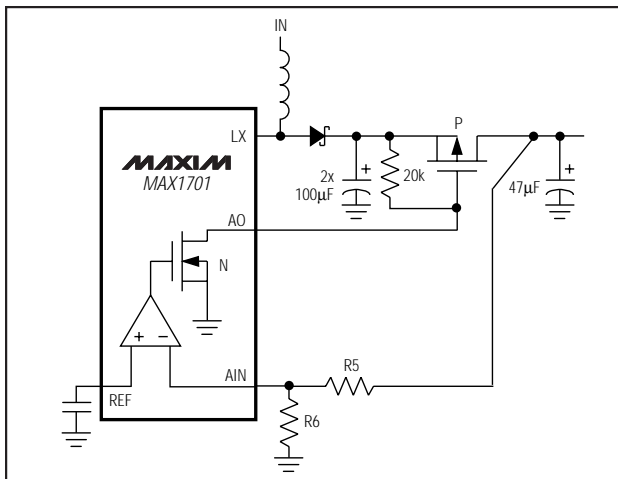 IN
LX
P
MAXIM
MAX1701
2x
100µF
20k
47µF
AO
N
+
+
+ −
R5
AIN
REF
R6